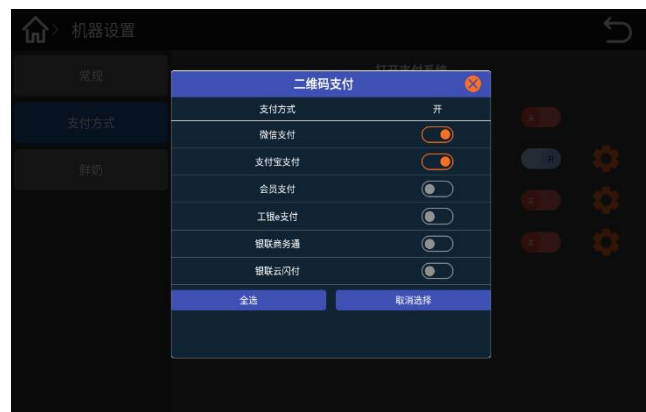 机器设置
常规
打开支付系统
支付方式
鲜奶
二维码支付
支付方式 开
微信支付
支付宝支付
会员支付
工银e支付
银联商务通
银联云闪付
全选 取消选择